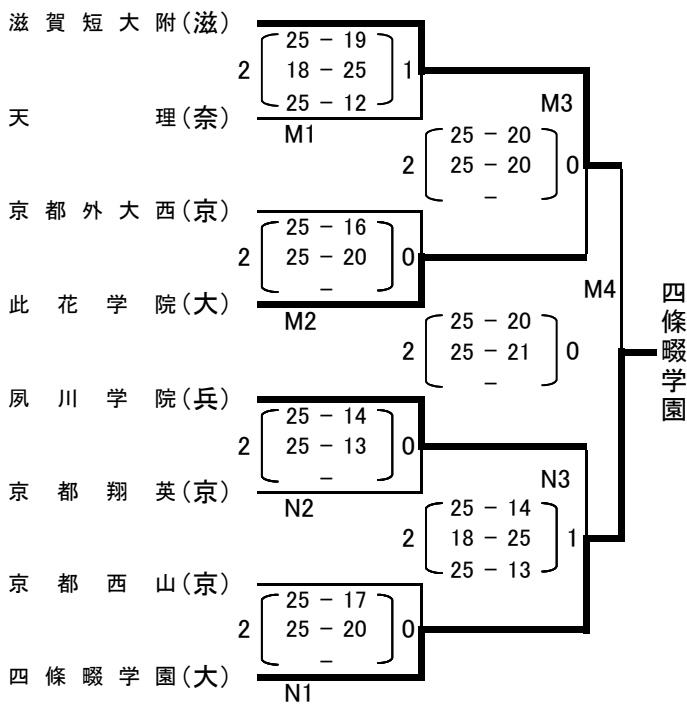 滋賀短大附(滋)
25 - 19
2 18 - 25 1
25 - 12
天理(奈)
M1
M3
25 - 20
2 25 - 20 0
-
京都外大西(京)
25 - 16
2 25 - 20 0
-
此花学院(大)
M2
M4
四條畷学園
25 - 20
2 25 - 21 0
-
夙川学院(兵)
25 - 14
2 25 - 13 0
-
京都翔英(京)
N2
N3
25 - 14
2 18 - 25 1
25 - 13
京都西山(京)
25 - 17
2 25 - 20 0
-
四條畷学園(大)
N1